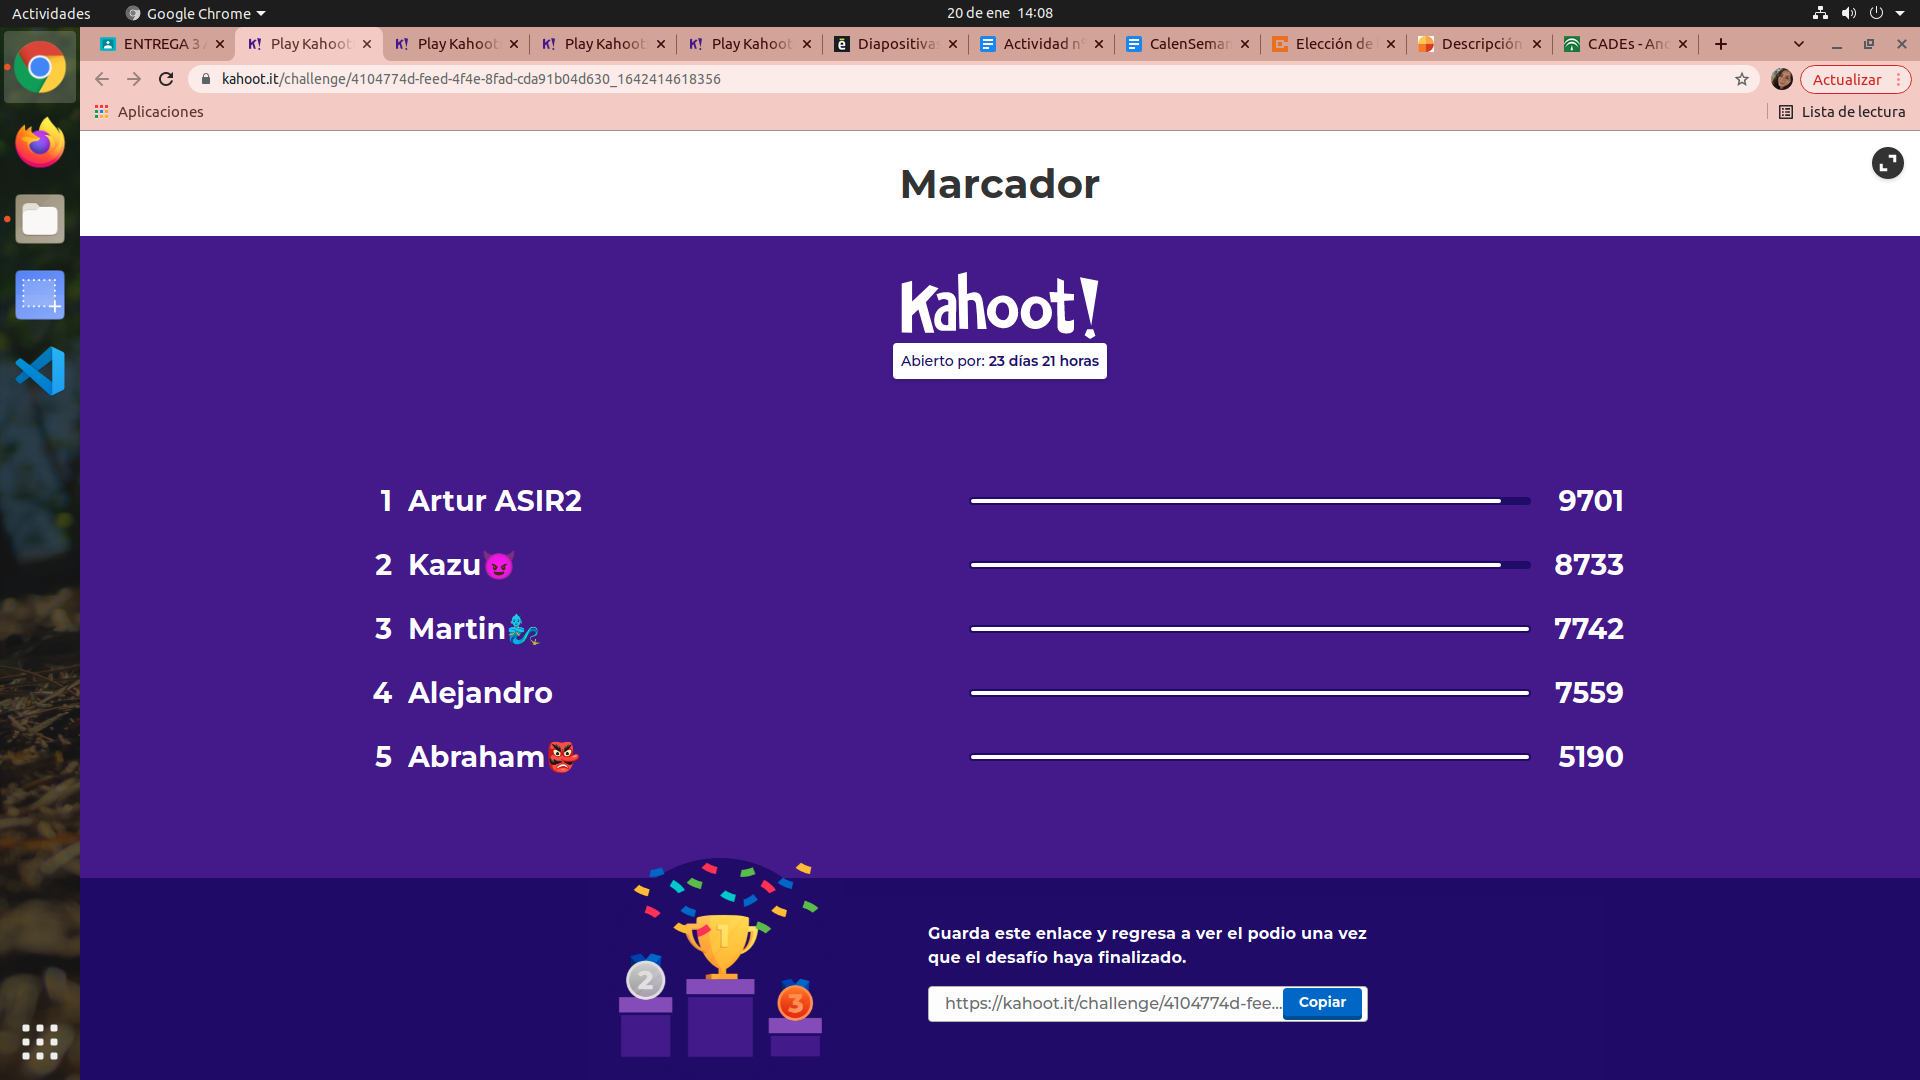 Actividades Google Chrome 20 de ene 14:08
ENTREGA 3 Play Kahoot Play Kahoot Play Kahoot Play Kahoot Diapositiva Actividad nº CalenSema Elección de Descripción CADEs - An
kahoot.it/challenge/4104774d-feed-4f4e-8fad-cda91b04d630_1642414618356 Actualizar
Aplicaciones Lista de lectura
Marcador
Kahoot!
Abierto por: 23 días 21 horas
1 Artur ASIR2 9701
2 Kazu😈 8733
3 Martin🧞‍♂️ 7742
4 Alejandro 7559
5 Abraham👺 5190
1
2
3
Guarda este enlace y regresa a ver el podio una vez
que el desafío haya finalizado.
https://kahoot.it/challenge/4104774d-fee... Copiar